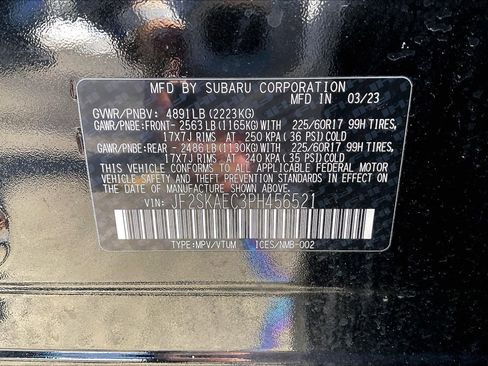 MFD BY SUBARU CORPORATION
MFD IN 03/23
GVWR/PNBV: 4891LB(2223KG)
GAWR/PNBE:FRONT- 2563LB(1165KG)WITH 225/60R17 99H TIRES,
17X7J RIMS AT 250 KPA(36 PSI)COLD
GAWR/PNBE:REAR - 2486LB(1130KG)WITH 225/60R17 99H TIRES,
17X7J RIMS AT 240 KPA(35 PSI)COLD
THIS VEHICLE CONFORMS TO ALL APPLICABLE FEDERAL MOTOR
VEHICLE SAFETY AND THEFT PREVENTION STANDARDS IN EFFECT
ON THE DATE OF MANUFACTURE SHOWN ABOVE.
VIN: JF2SKAEC3PH456521
TYPE:MPV/VTUM ICES/NMB-002